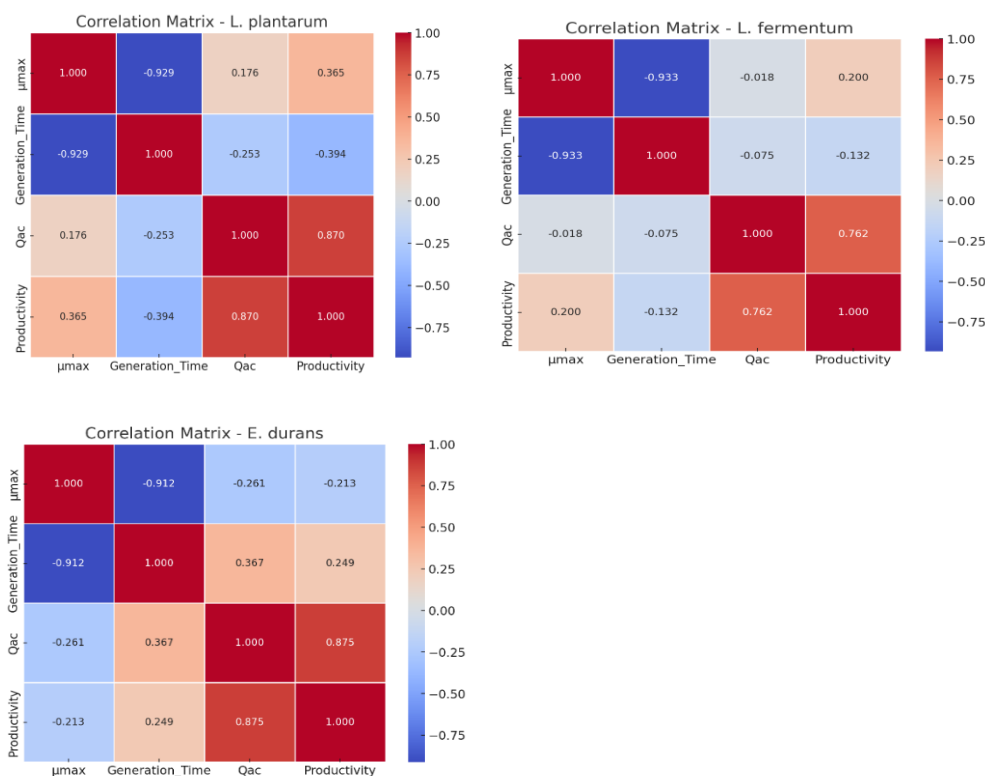 Correlation Matrix - L. plantarum
µmax
Generation_Time
Qac
Productivity
1.000 -0.929 0.176 0.365
-0.929 1.000 -0.253 -0.394
0.176 -0.253 1.000 0.870
0.365 -0.394 0.870 1.000
µmax Generation_Time Qac Productivity
1.00
0.75
0.50
0.25
0.00
−0.25
−0.50
−0.75
Correlation Matrix - L. fermentum
µmax
Generation_Time
Qac
Productivity
1.000 -0.933 -0.018 0.200
-0.933 1.000 -0.075 -0.132
-0.018 -0.075 1.000 0.762
0.200 -0.132 0.762 1.000
µmax Generation_Time Qac Productivity
1.00
0.75
0.50
0.25
0.00
−0.25
−0.50
−0.75
Correlation Matrix - E. durans
µmax
Generation_Time
Qac
Productivity
1.000 -0.912 -0.261 -0.213
-0.912 1.000 0.367 0.249
-0.261 0.367 1.000 0.875
-0.213 0.249 0.875 1.000
µmax Generation_Time Qac Productivity
1.00
0.75
0.50
0.25
0.00
−0.25
−0.50
−0.75